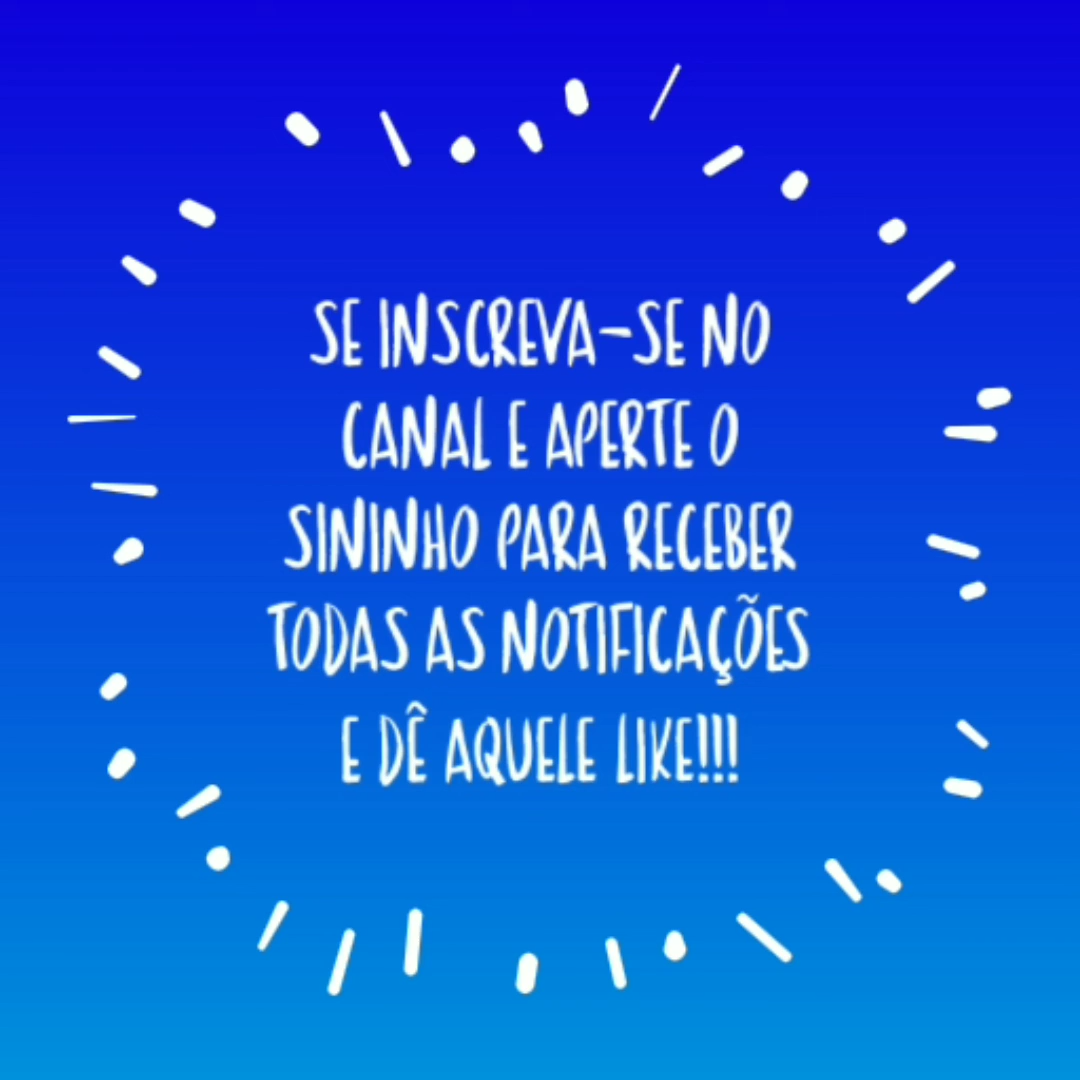 SE INSCREVA-SE NO
CANAL E APERTE O
SININHO PARA RECEBER
TODAS AS NOTIFICAÇÕES
E DÊ AQUELE LIKE!!!